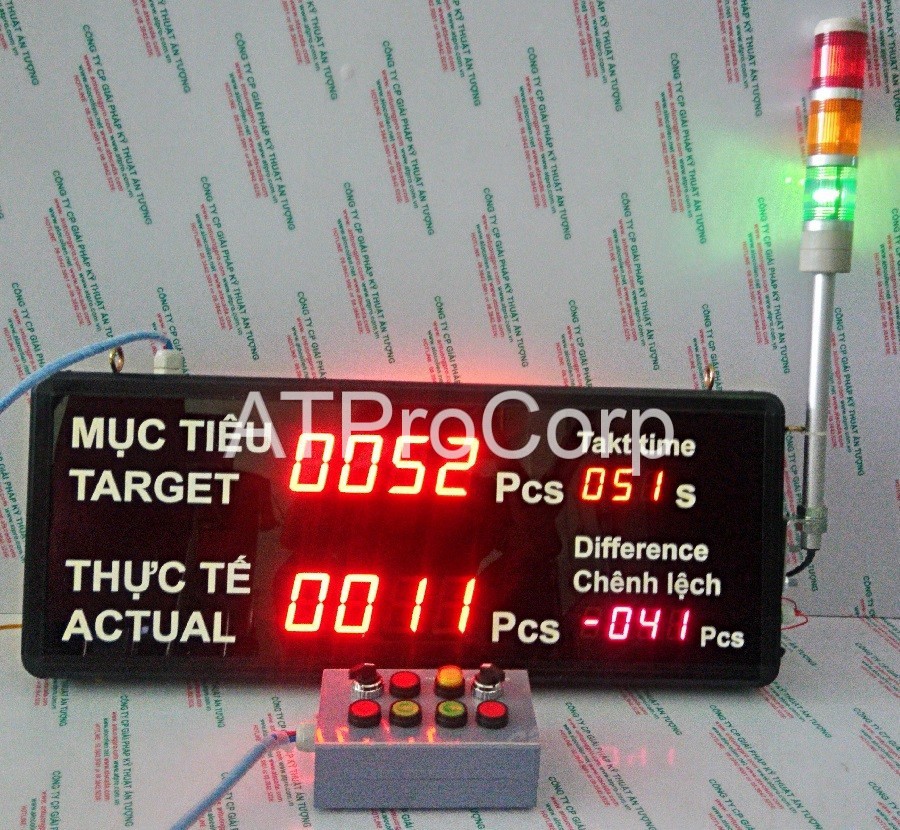 CÔNG TY CP GIẢI PHÁP KỸ THUẬT ẤN TƯỢNG
ATProCorp
MỤC TIÊU
TARGET
0052 Pcs
Takt time
051 s
THỰC TẾ
ACTUAL
0011 Pcs
Difference
Chênh lệch
-041 Pcs